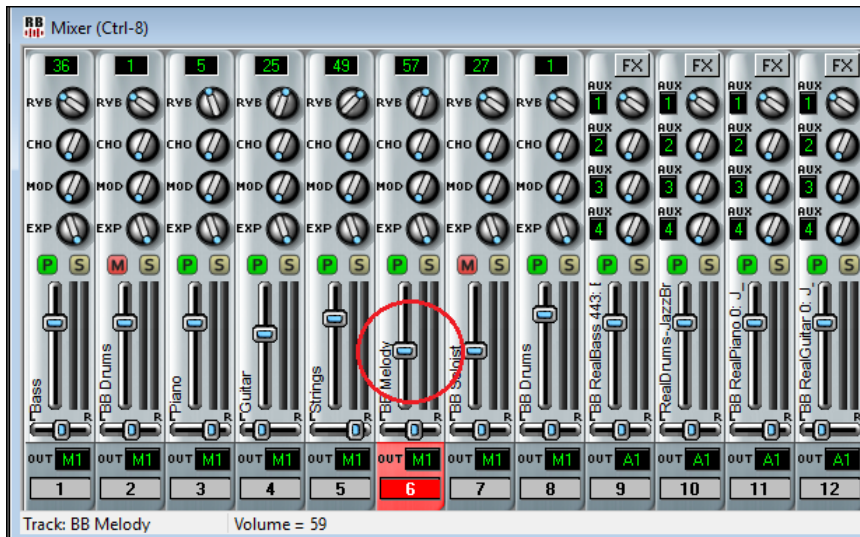 RB Mixer (Ctrl-8)
36 1 5 25 49 57 27 1 FX FX FX FX
RVB RVB RVB RVB RVB RVB RVB RVB AUX 1 AUX 1 AUX 1 AUX 1
CHO CHO CHO CHO CHO CHO CHO CHO AUX 2 AUX 2 AUX 2 AUX 2
MOD MOD MOD MOD MOD MOD MOD MOD AUX 3 AUX 3 AUX 3 AUX 3
EXP EXP EXP EXP EXP EXP EXP EXP AUX 4 AUX 4 AUX 4 AUX 4
P S M S P S P S P S P S M S P S P S P S P S P S
Bass
BB Drums
Piano
Guitar
Strings
BB Melody
BB Soloist
BB Drums
BB RealBass 443:
RealDrums-JazzBr
BB RealPiano 0: J_
BB RealGuitar 0: J_
L R L R L R L R L R L R L R L R L R L R L R L R
OUT M1 OUT M1 OUT M1 OUT M1 OUT M1 OUT M1 OUT M1 OUT M1 OUT A1 OUT A1 OUT A1 OUT A1
1 2 3 4 5 6 7 8 9 10 11 12
Track: BB Melody Volume = 59